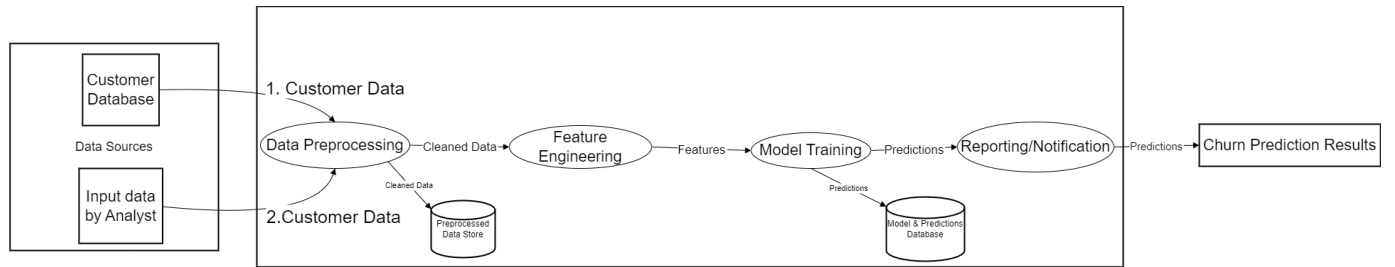 Customer
Database
Data Sources
Input data
by Analyst
1. Customer Data
2.Customer Data
Data Preprocessing
Cleaned Data
Cleaned Data
Preprocessed
Data Store
Feature
Engineering
Features
Model Training
Predictions
Predictions
Model & Predictions
Database
Reporting/Notification
Predictions
Churn Prediction Results